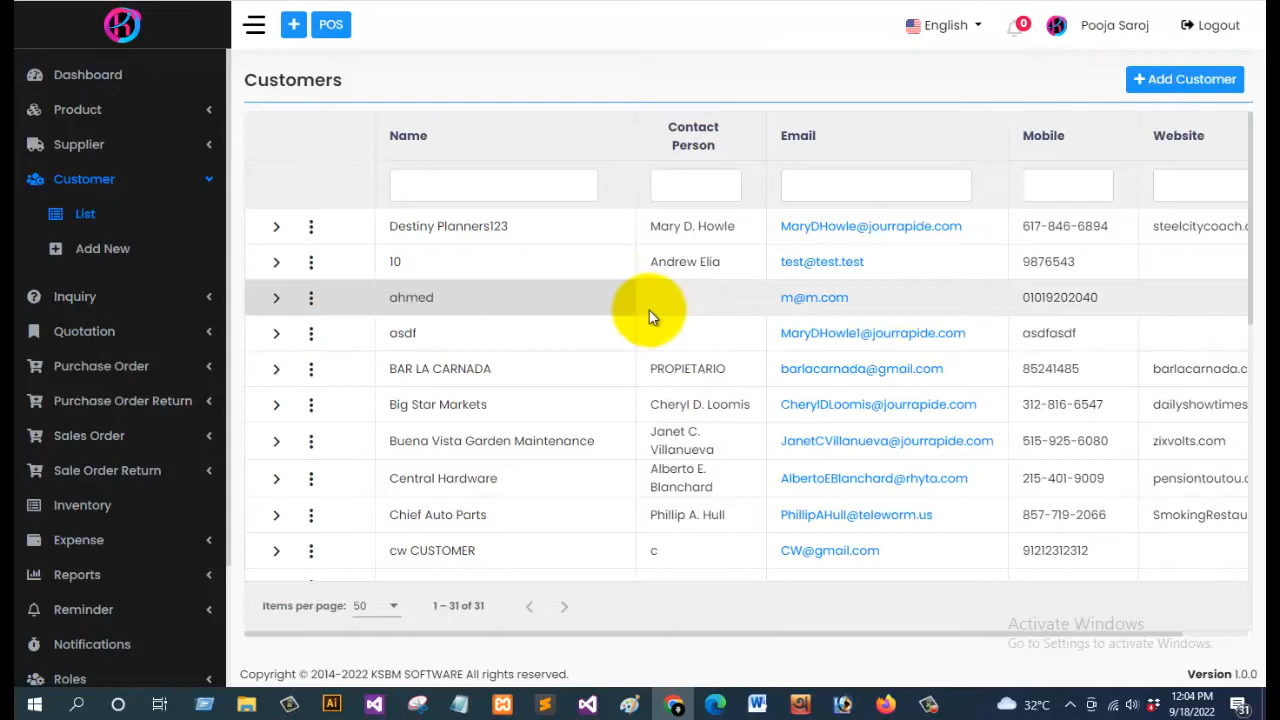 POS
English
0
Pooja Saroj
Logout
Dashboard
Product
Supplier
Customer
List
Add New
Inquiry
Quotation
Purchase Order
Purchase Order Return
Sales Order
Sale Order Return
Inventory
Expense
Reports
Reminder
Notifications
Roles
Customers
+ Add Customer
Name Contact Person Email Mobile Website
Destiny Planners123 Mary D. Howle MaryDHowle@jourrapide.com 617-846-6894 steelcitycoach.c
10 Andrew Elia test@test.test 9876543
ahmed m@m.com 01019202040
asdf MaryDHowle1@jourrapide.com asdfasdf
BAR LA CARNADA PROPIETARIO barlacarnada@gmail.com 85241485 barlacarnada.c
Big Star Markets Cheryl D. Loomis CherylDLoomis@jourrapide.com 312-816-6547 dailyshowtimes
Buena Vista Garden Maintenance Janet C. Villanueva JanetCVillanueva@jourrapide.com 515-925-6080 zixvolts.com
Central Hardware Alberto E. Blanchard AlbertoEBlanchard@rhyta.com 215-401-9009 pensiontoutou.c
Chief Auto Parts Phillip A. Hull PhillipAHull@teleworm.us 857-719-2066 SmokingRestau
cw CUSTOMER c CW@gmail.com 91212312312
Items per page: 50 1 – 31 of 31
Activate Windows
Go to Settings to activate Windows.
Copyright © 2014-2022 KSBM SOFTWARE All rights reserved.
Version 1.0.0
32°C
12:04 PM
9/18/2022
31